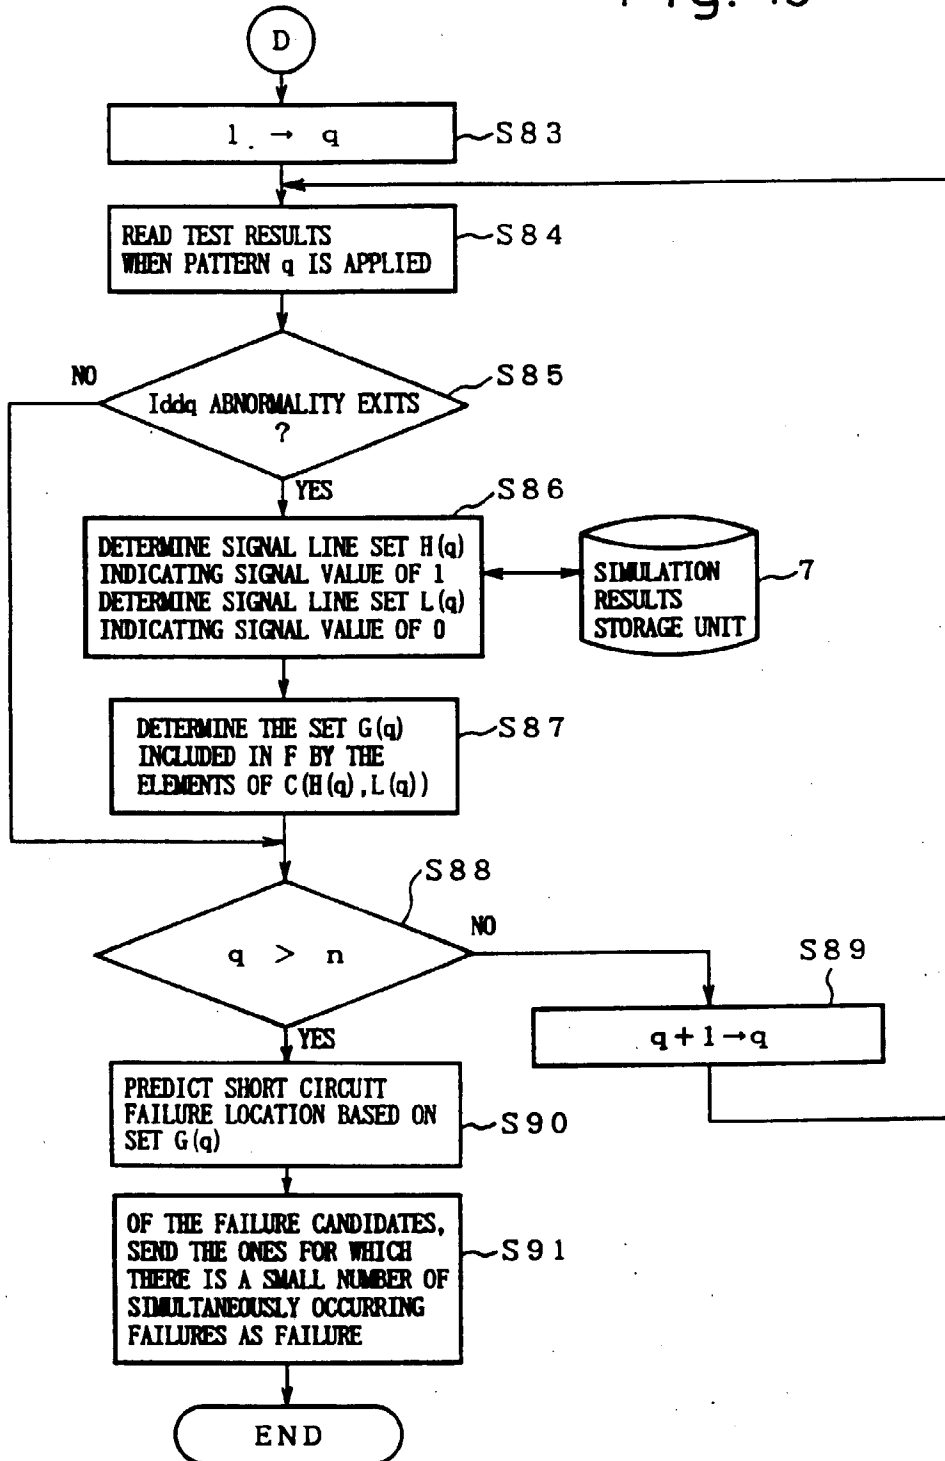 D
1. → q
S83
READ TEST RESULTS
WHEN PATTERN q IS APPLIED
S84
NO
Iddq ABNORMALITY EXITS
?
S85
YES
S86
DETERMINE SIGNAL LINE SET H(q)
INDICATING SIGNAL VALUE OF 1
DETERMINE SIGNAL LINE SET L(q)
INDICATING SIGNAL VALUE OF 0
SIMULATION
RESULTS
STORAGE UNIT
7
DETERMINE THE SET G(q)
INCLUDED IN F BY THE
ELEMENTS OF C(H(q),L(q))
S87
S88
q > n
NO
S89
q+1→q
YES
PREDICT SHORT CIRCUIT
FAILURE LOCATION BASED ON
SET G(q)
S90
OF THE FAILURE CANDIDATES,
SEND THE ONES FOR WHICH
THERE IS A SMALL NUMBER OF
SIMULTANEOUSLY OCCURRING
FAILURES AS FAILURE
S91
END